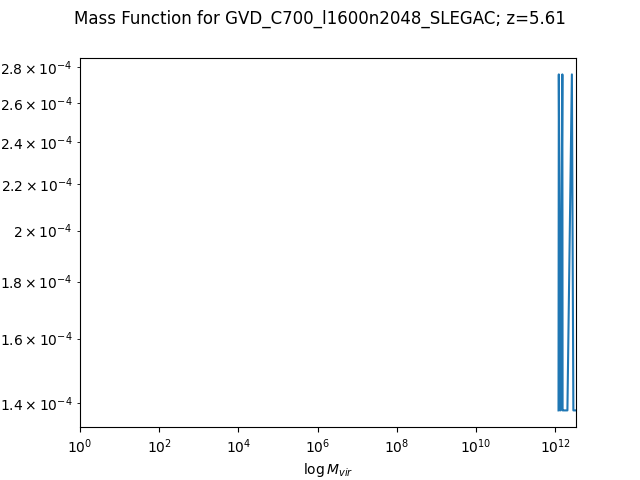 Mass Function for GVD_C700_l1600n2048_SLEGAC; z=5.61
2.8 × 10⁻⁴
2.6 × 10⁻⁴
2.4 × 10⁻⁴
2.2 × 10⁻⁴
2 × 10⁻⁴
1.8 × 10⁻⁴
1.6 × 10⁻⁴
1.4 × 10⁻⁴
10⁰ 10² 10⁴ 10⁶ 10⁸ 10¹⁰ 10¹²
log M_vir